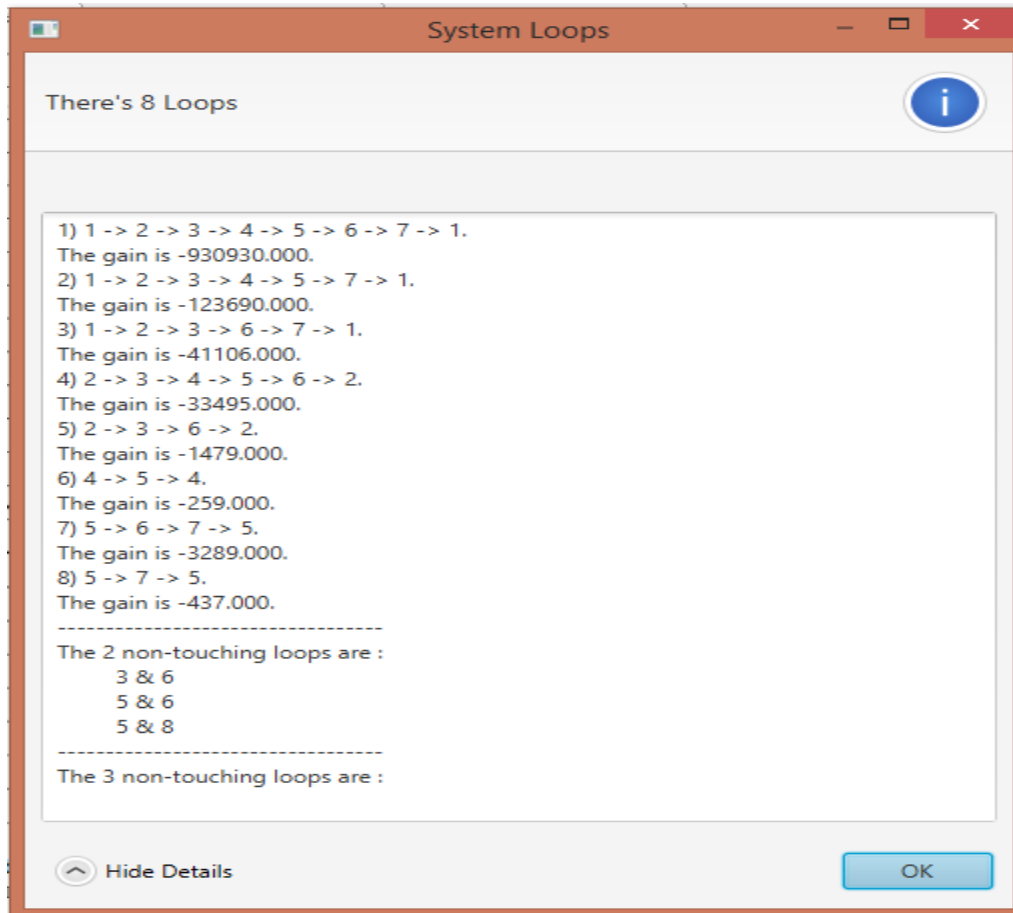 System Loops
There's 8 Loops
1) 1 -> 2 -> 3 -> 4 -> 5 -> 6 -> 7 -> 1.
The gain is -930930.000.
2) 1 -> 2 -> 3 -> 4 -> 5 -> 7 -> 1.
The gain is -123690.000.
3) 1 -> 2 -> 3 -> 6 -> 7 -> 1.
The gain is -41106.000.
4) 2 -> 3 -> 4 -> 5 -> 6 -> 2.
The gain is -33495.000.
5) 2 -> 3 -> 6 -> 2.
The gain is -1479.000.
6) 4 -> 5 -> 4.
The gain is -259.000.
7) 5 -> 6 -> 7 -> 5.
The gain is -3289.000.
8) 5 -> 7 -> 5.
The gain is -437.000.
----------------------------------
The 2 non-touching loops are :
3 & 6
5 & 6
5 & 8
----------------------------------
The 3 non-touching loops are :
Hide Details
OK